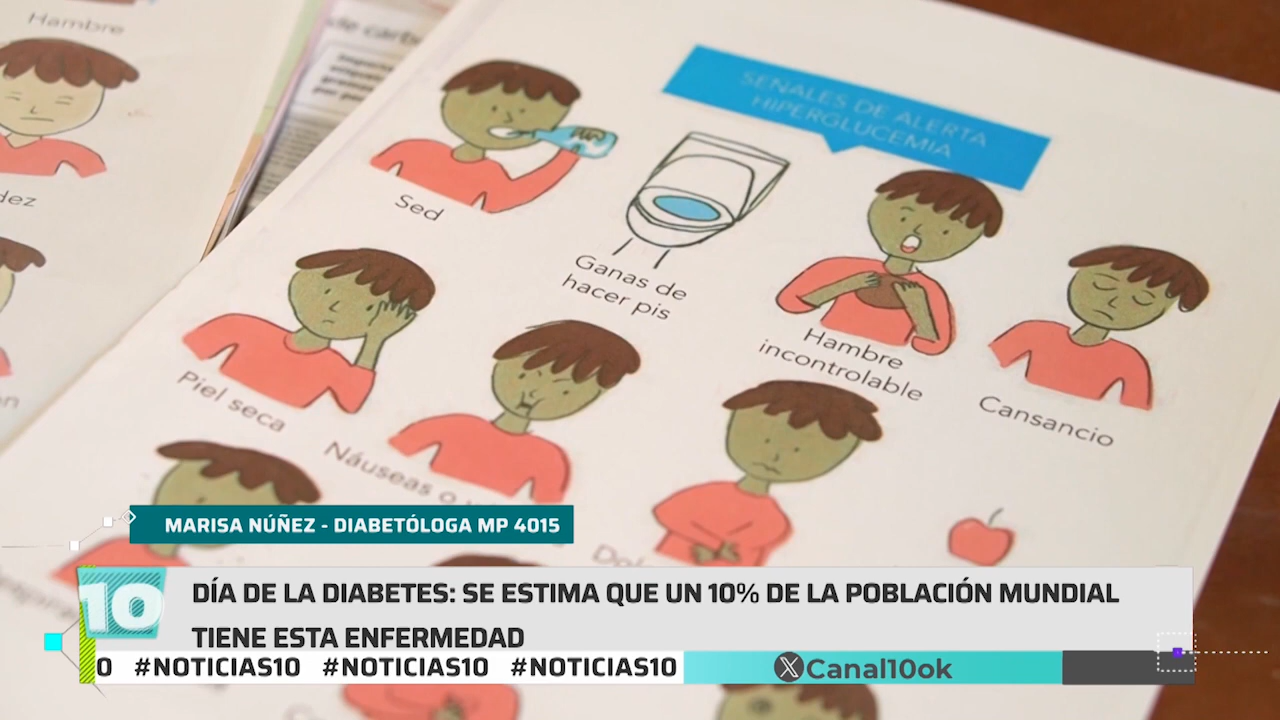 Hambre
SEÑALES DE ALERTA
HIPERGLUCEMIA
Sed
Ganas de
hacer pis
Hambre
incontrolable
Cansancio
Piel seca
Náuseas o
MARISA NÚÑEZ - DIABETÓLOGA MP 4015
10
DÍA DE LA DIABETES: SE ESTIMA QUE UN 10% DE LA POBLACIÓN MUNDIAL
TIENE ESTA ENFERMEDAD
0 #NOTICIAS10 #NOTICIAS10 #NOTICIAS10
Canal10ok